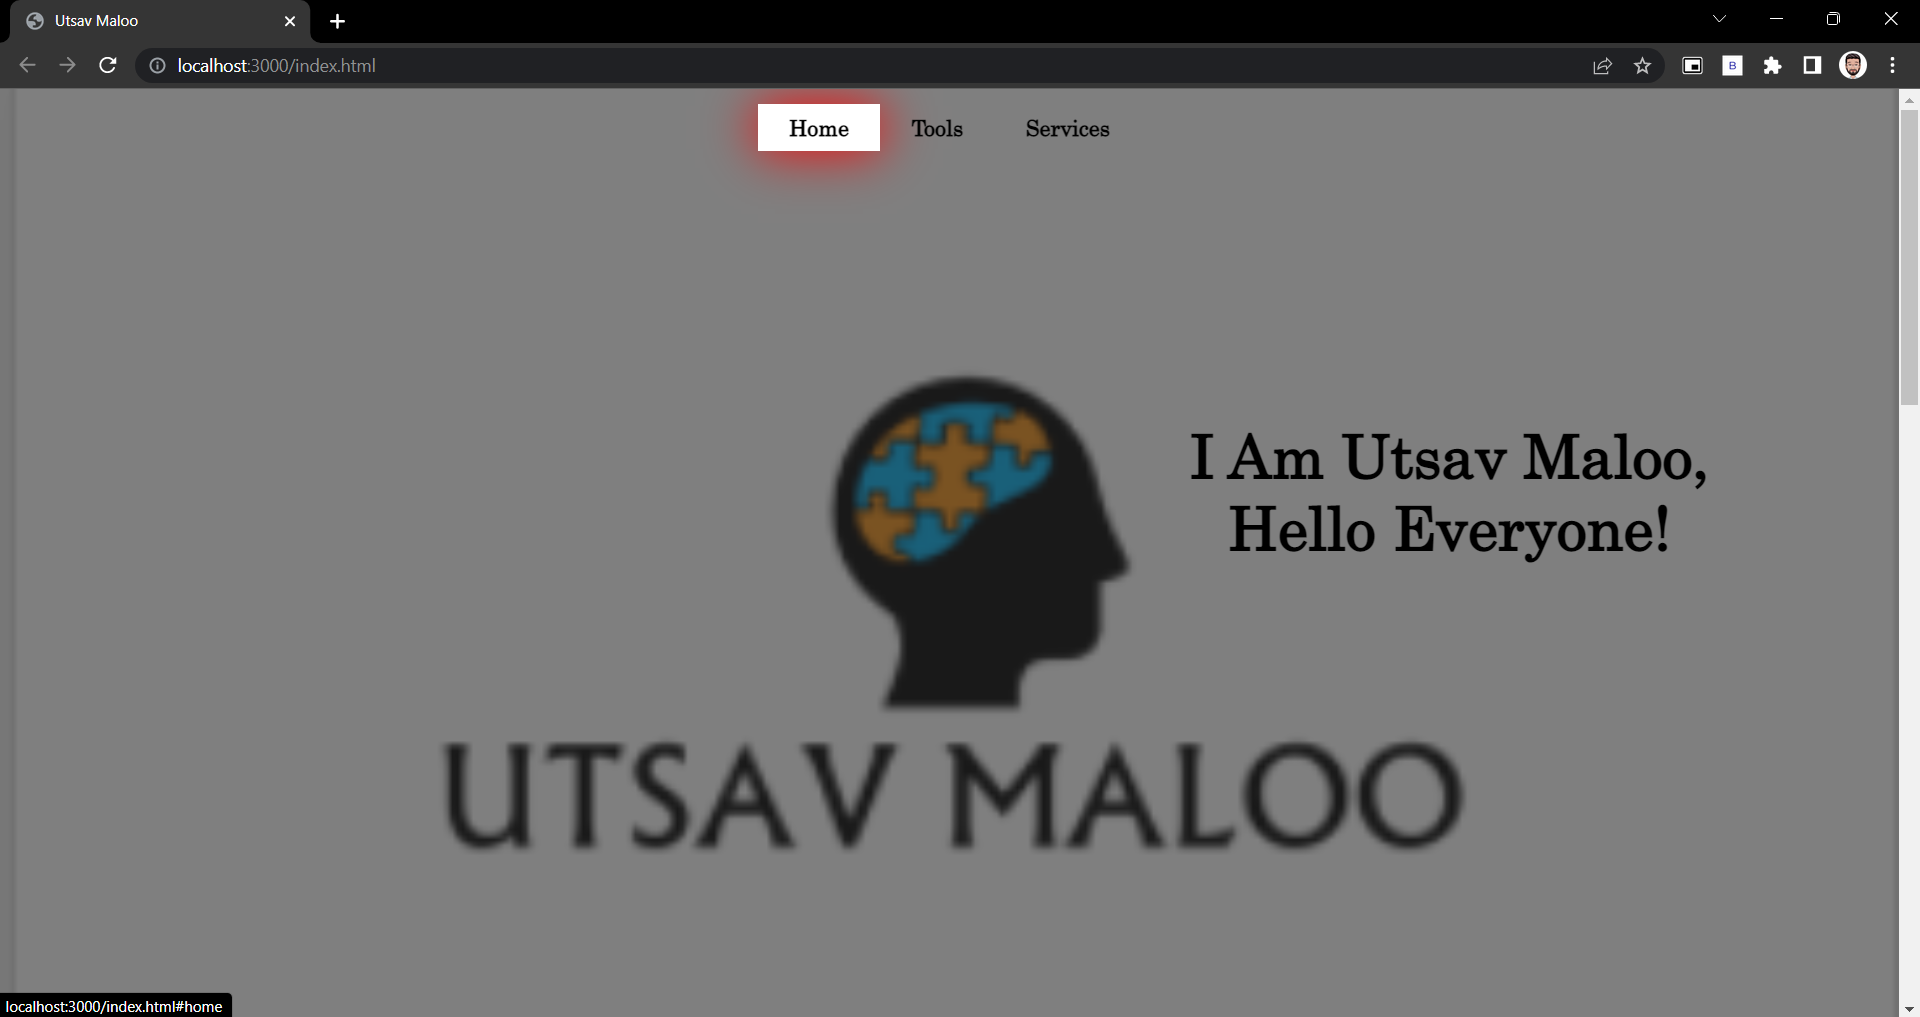 Utsav Maloo
localhost:3000/index.html
B
Home Tools Services
I Am Utsav Maloo,
Hello Everyone!
UTSAV MALOO
localhost:3000/index.html#home